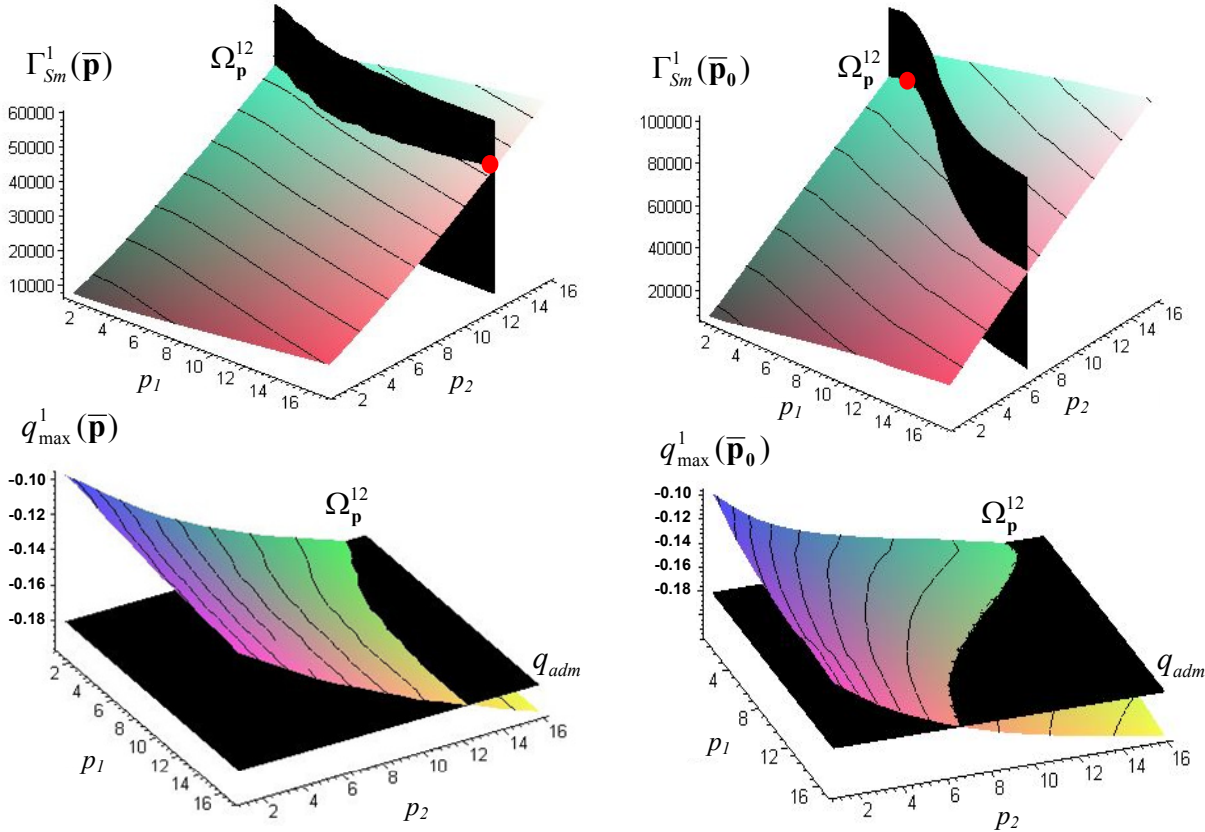 Γ¹Sm(p̄)
Ω¹²p
60000
50000
40000
30000
20000
10000
2 4 6 8 10 12 14 16
p1
2 4 6 8 10 12 14 16
p2
Γ¹Sm(p̄0)
Ω¹²p
100000
80000
60000
40000
20000
2 4 6 8 10 12 14 16
p1
2 4 6 8 10 12 14 16
p2
q¹max(p̄)
Ω¹²p
-0.10
-0.14
-0.16
-0.18
qadm
2 4 6 8 10 12 14 16
p1
2 4 6 8 10 12 14 16
p2
q¹max(p̄0)
Ω¹²p
-0.10
-0.12
-0.14
-0.16
-0.18
qadm
4 8 12 16
p1
2 4 6 8 10 12 14 16
p2